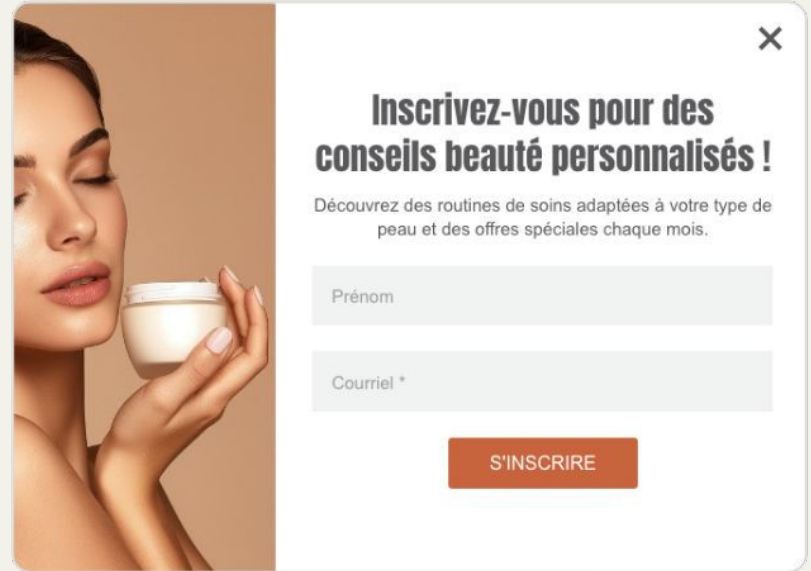 Inscrivez-vous pour des
conseils beauté personnalisés !
Découvrez des routines de soins adaptées à votre type de
peau et des offres spéciales chaque mois.
Prénom
Courriel *
S'INSCRIRE